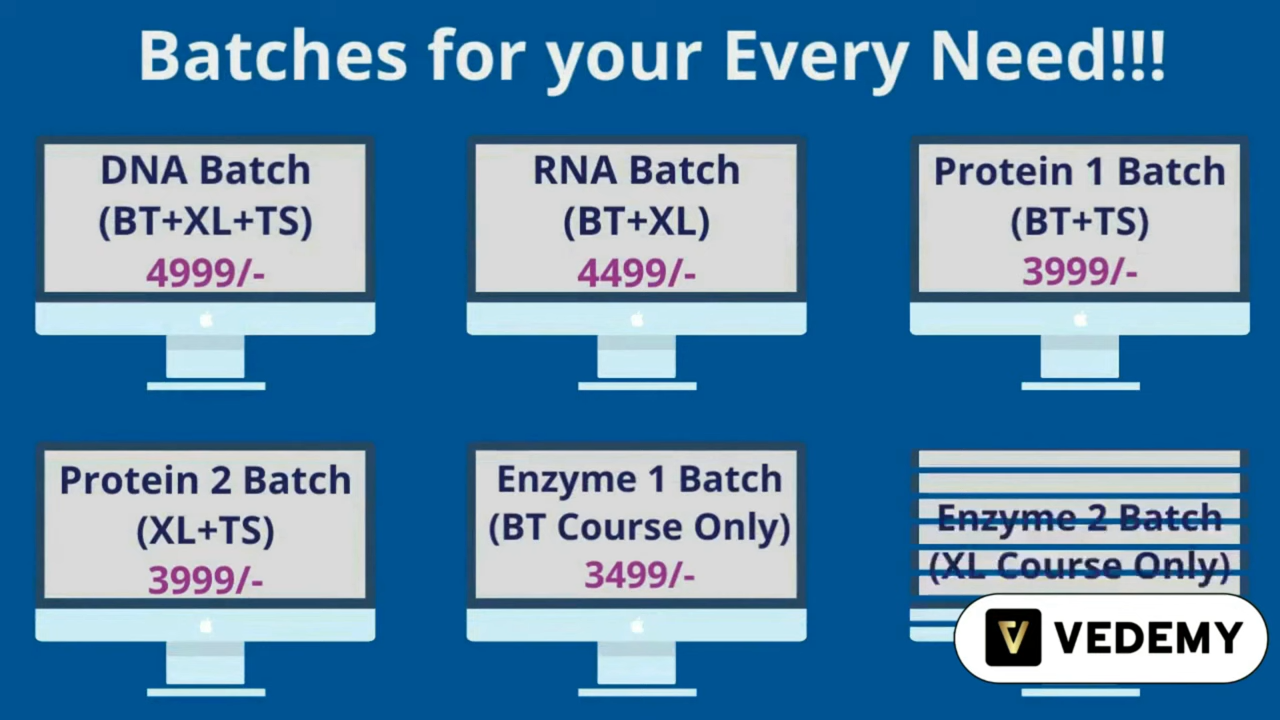 Batches for your Every Need!!!
DNA Batch
(BT+XL+TS)
4999/-
RNA Batch
(BT+XL)
4499/-
Protein 1 Batch
(BT+TS)
3999/-
Protein 2 Batch
(XL+TS)
3999/-
Enzyme 1 Batch
(BT Course Only)
3499/-
Enzyme 2 Batch
(XL Course Only)
VEDEMY